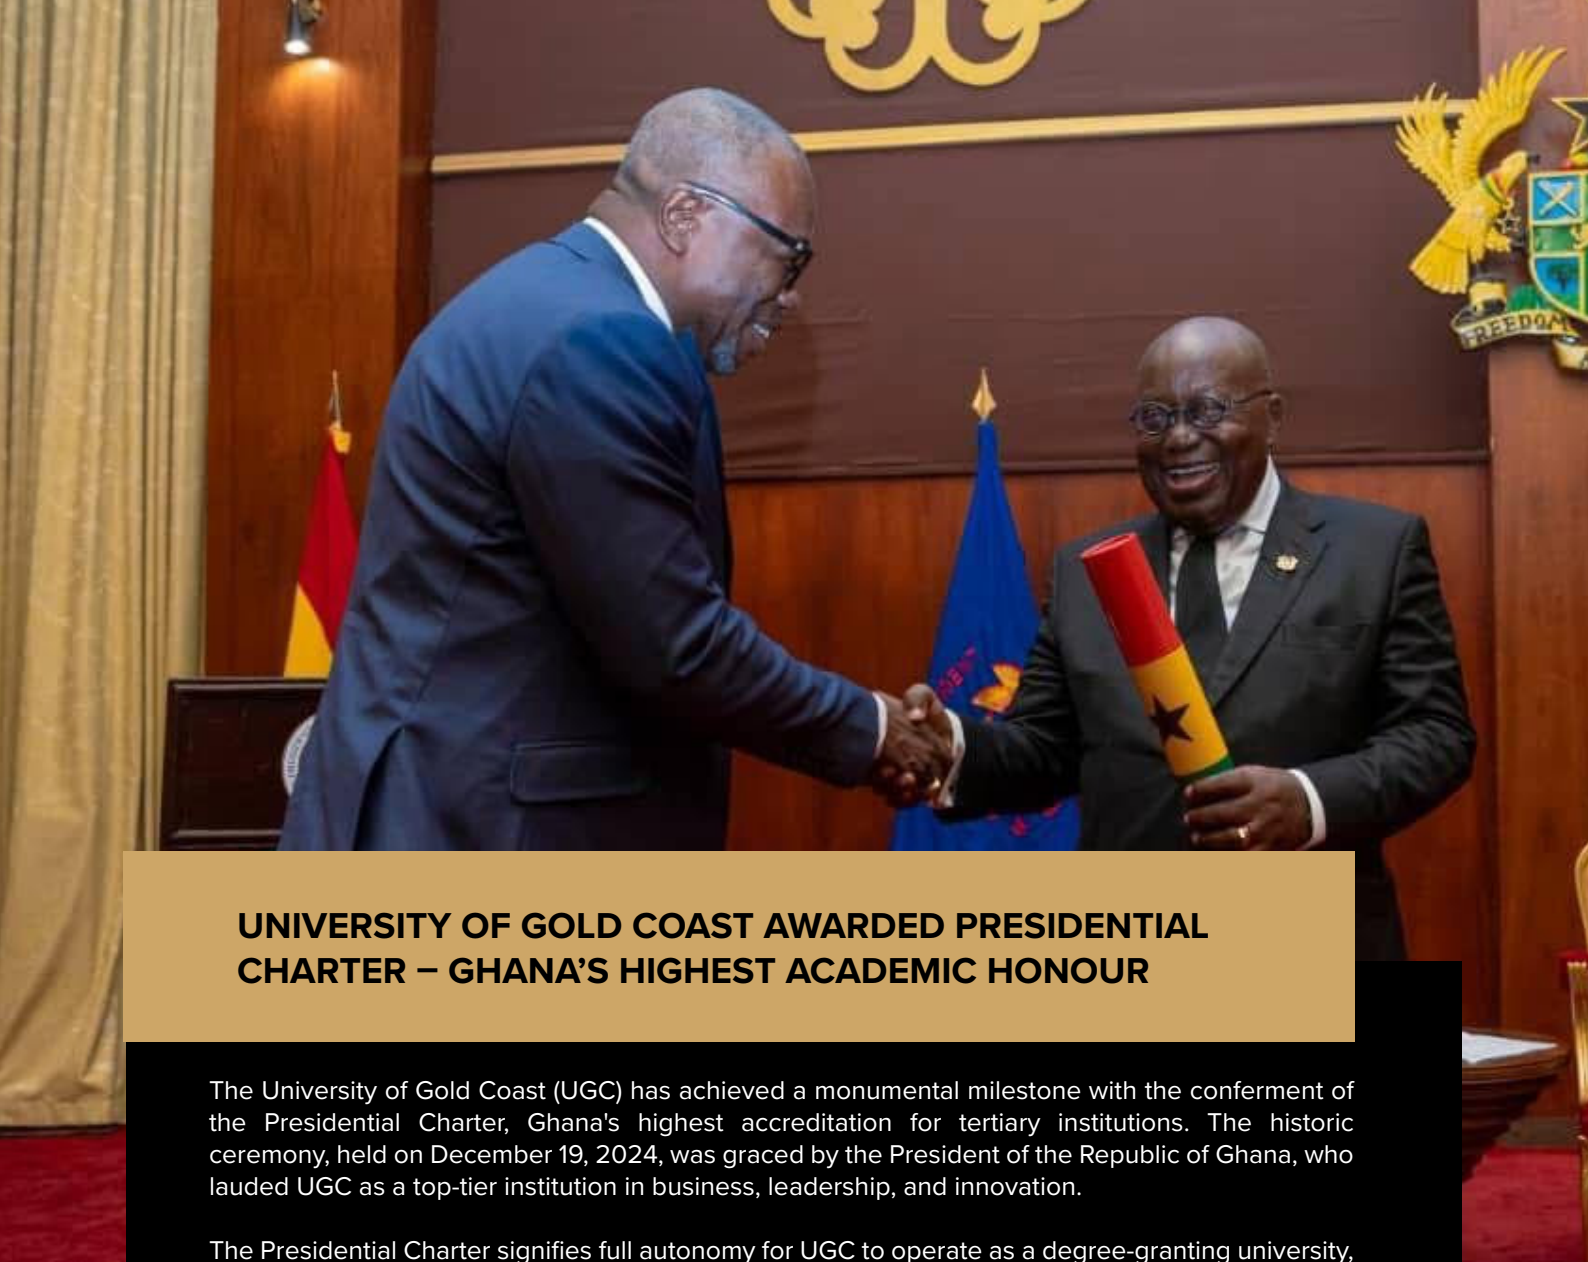 FREEDOM
UNIVERSITY OF GOLD COAST AWARDED PRESIDENTIAL
CHARTER – GHANA’S HIGHEST ACADEMIC HONOUR
The University of Gold Coast (UGC) has achieved a monumental milestone with the conferment of
the Presidential Charter, Ghana's highest accreditation for tertiary institutions. The historic
ceremony, held on December 19, 2024, was graced by the President of the Republic of Ghana, who
lauded UGC as a top-tier institution in business, leadership, and innovation.
The Presidential Charter signifies full autonomy for UGC to operate as a degree-granting university,